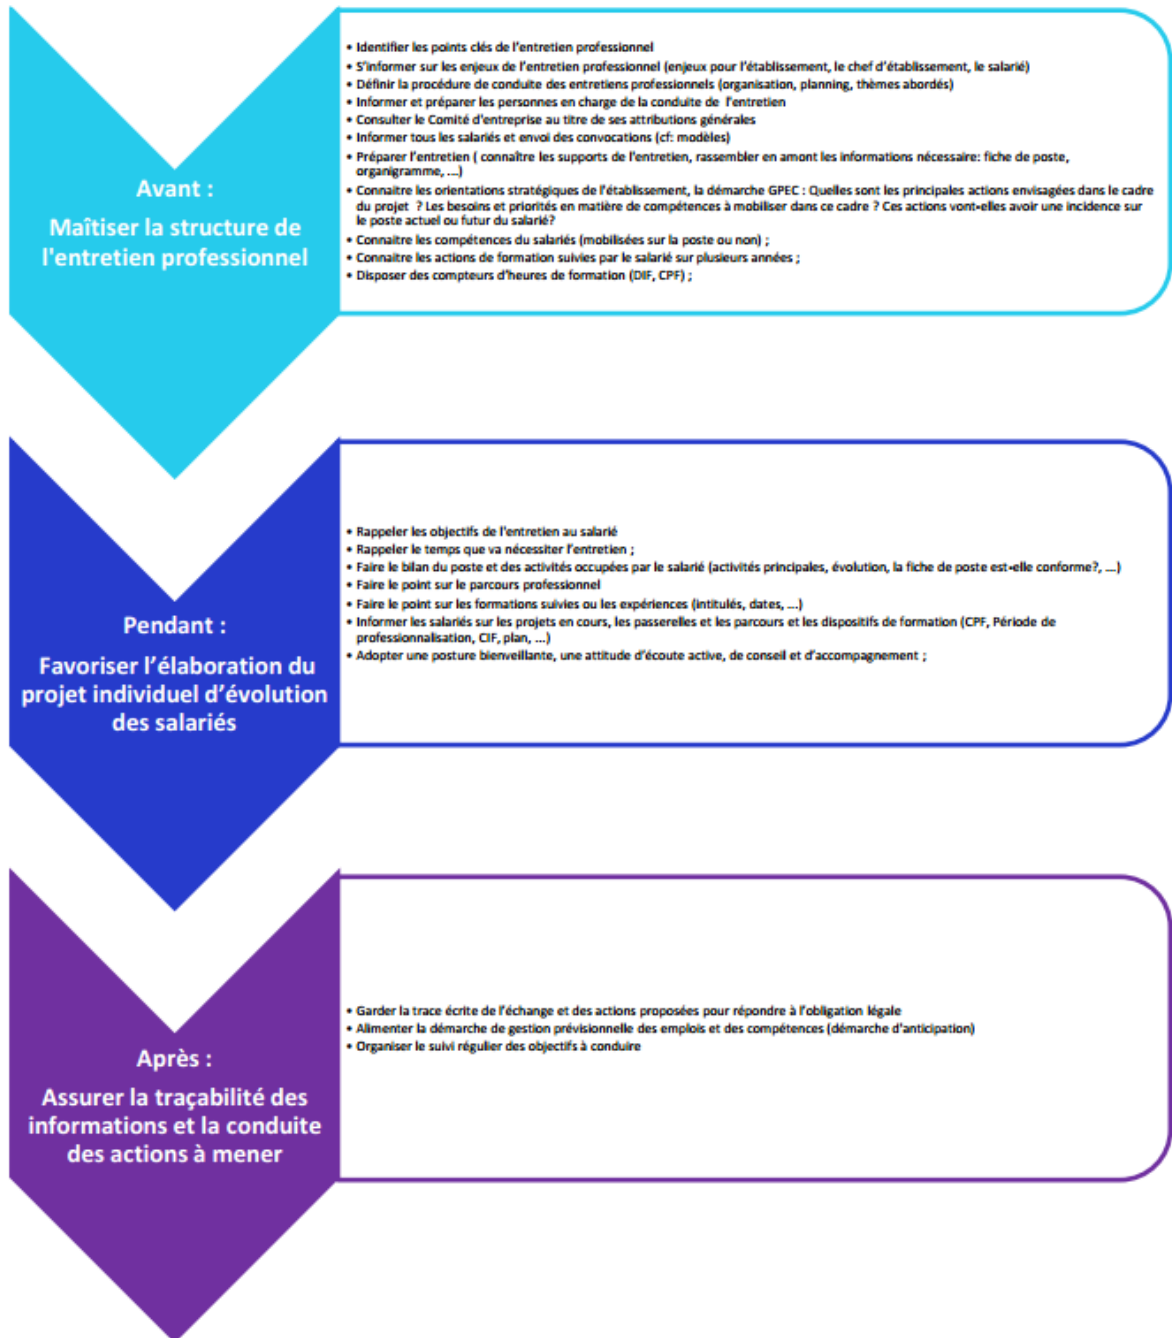 Avant :
Maîtiser la structure de
l'entretien professionnel
• Identifier les points clés de l'entretien professionnel
• S'informer sur les enjeux de l'entretien professionnel (enjeux pour l'établissement, le chef d'établissement, le salarié)
• Définir la procédure de conduite des entretiens professionnels (organisation, planning, thèmes abordés)
• Informer et préparer les personnes en charge de la conduite de l'entretien
• Consulter le Comité d'entreprise au titre de ses attributions générales
• Informer tous les salariés et envoi des convocations (cf: modèles)
• Préparer l'entretien ( connaître les supports de l'entretien, rassembler en amont les informations nécessaire: fiche de poste,
organigramme, ...)
• Connaitre les orientations stratégiques de l'établissement, la démarche GPEC : Quelles sont les principales actions envisagées dans le cadre
du projet ? Les besoins et priorités en matière de compétences à mobiliser dans ce cadre ? Ces actions vont-elles avoir une incidence sur
le poste actuel ou futur du salarié?
• Connaitre les compétences du salariés (mobilisées sur la poste ou non) ;
• Connaitre les actions de formation suivies par le salarié sur plusieurs années ;
• Disposer des compteurs d'heures de formation (DIF, CPF) ;
Pendant :
Favoriser l'élaboration du
projet individuel d'évolution
des salariés
• Rappeler les objectifs de l'entretien au salarié
• Rappeler le temps que va nécessiter l'entretien ;
• Faire le bilan du poste et des activités occupées par le salarié (activités principales, évolution, la fiche de poste est-elle conforme?, ...)
• Faire le point sur le parcours professionnel
• Faire le point sur les formations suivies ou les expériences (intitulés, dates, ...)
• Informer les salariés sur les projets en cours, les passerelles et les parcours et les dispositifs de formation (CPF, Période de
professionnalisation, CIF, plan, ...)
• Adopter une posture bienveillante, une attitude d'écoute active, de conseil et d'accompagnement ;
Après :
Assurer la traçabilité des
informations et la conduite
des actions à mener
• Garder la trace écrite de l'échange et des actions proposées pour répondre à l'obligation légale
• Alimenter la démarche de gestion prévisionnelle des emplois et des compétences (démarche d'anticipation)
• Organiser le suivi régulier des objectifs à conduire